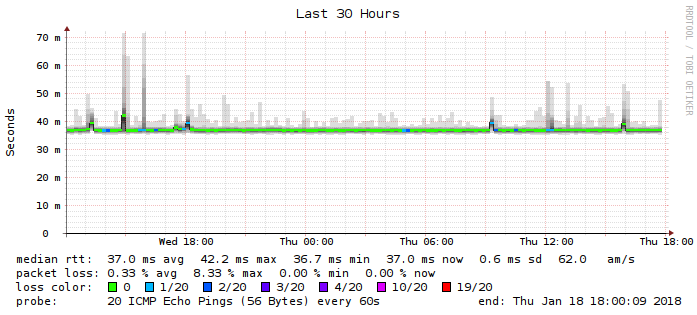 Last 30 Hours
RRDTOOL / TOBI OETIKER
Seconds
70 m
60 m
50 m
40 m
30 m
20 m
10 m
0
Wed 18:00 Thu 00:00 Thu 06:00 Thu 12:00 Thu 18:00
median rtt: 37.0 ms avg 42.2 ms max 36.7 ms min 37.0 ms now 0.6 ms sd 62.0 am/s
packet loss: 0.33 % avg 8.33 % max 0.00 % min 0.00 % now
loss color: 0 1/20 2/20 3/20 4/20 10/20 19/20
probe: 20 ICMP Echo Pings (56 Bytes) every 60s end: Thu Jan 18 18:00:09 2018